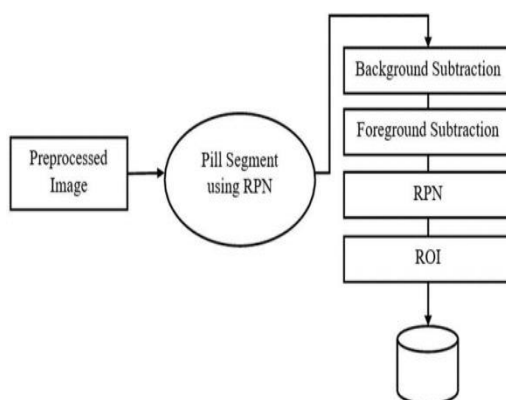 Preprocessed
Image
Pill Segment
using RPN
Background Subtraction
Foreground Subtraction
RPN
ROI